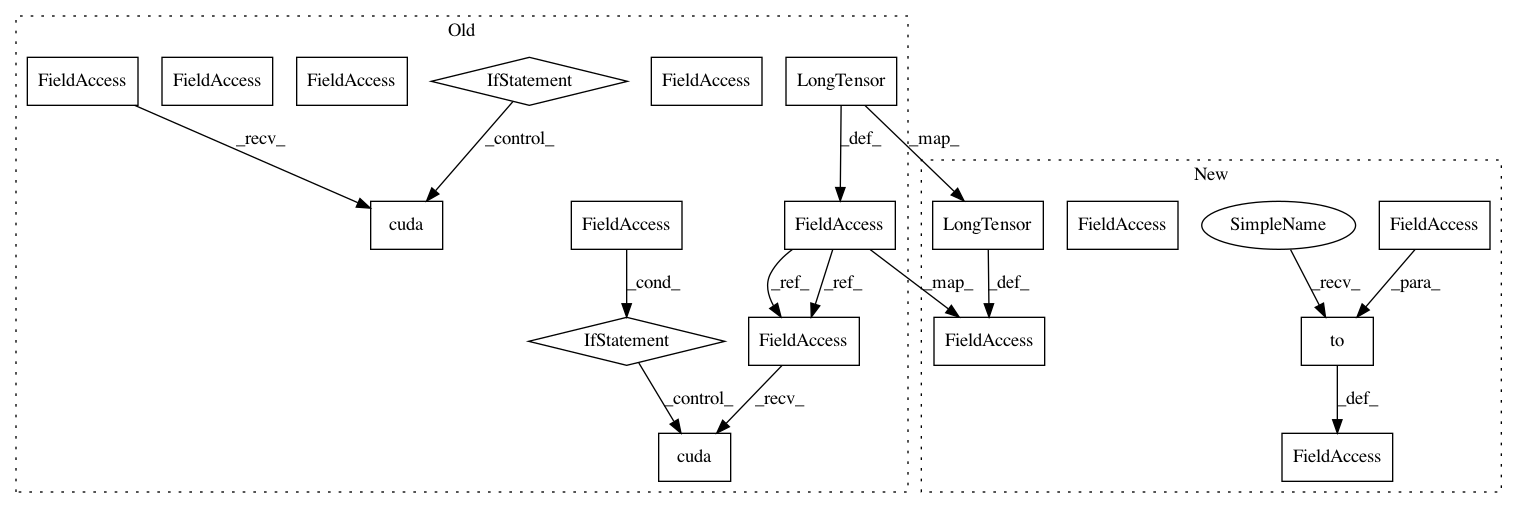 Old
FieldAccess
FieldAccess
FieldAccess
IfStatement
FieldAccess
LongTensor
_recv_
_control_
_def_
_map_
New
cuda
FieldAccess
FieldAccess
LongTensor
FieldAccess
SimpleName
FieldAccess
_cond_
_ref_
_ref_
_map_
_def_
_recv_
_para_
IfStatement
FieldAccess
FieldAccess
to
_control_
_recv_
_def_
cuda
FieldAccess